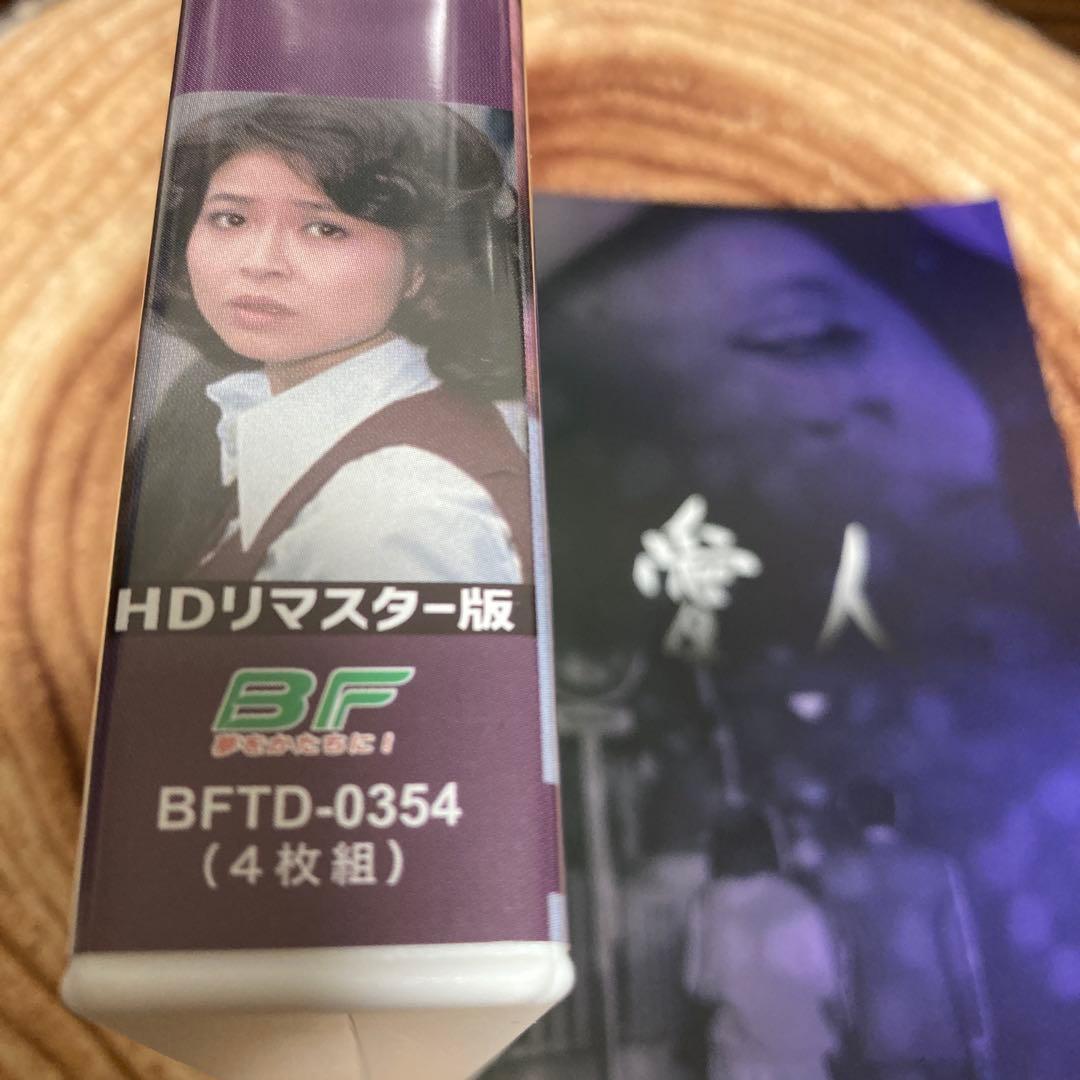 HDリマスター版
BF
夢をかたちに!
BFTD-0354
(4枚組)
愛人